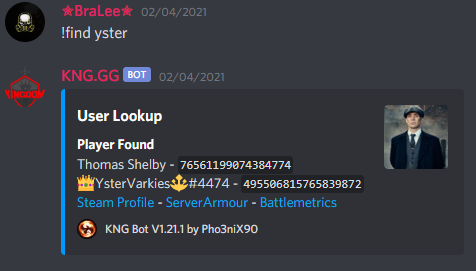 ★BraLee★ 02/04/2021
!find yster
KNG.GG BOT 02/04/2021
User Lookup
Player Found
Thomas Shelby - 76561199074384774
👑YsterVarkies🔱#4474 - 495506815765839872
Steam Profile - ServerArmour - Battlemetrics
KNG Bot V1.21.1 by Pho3niX90